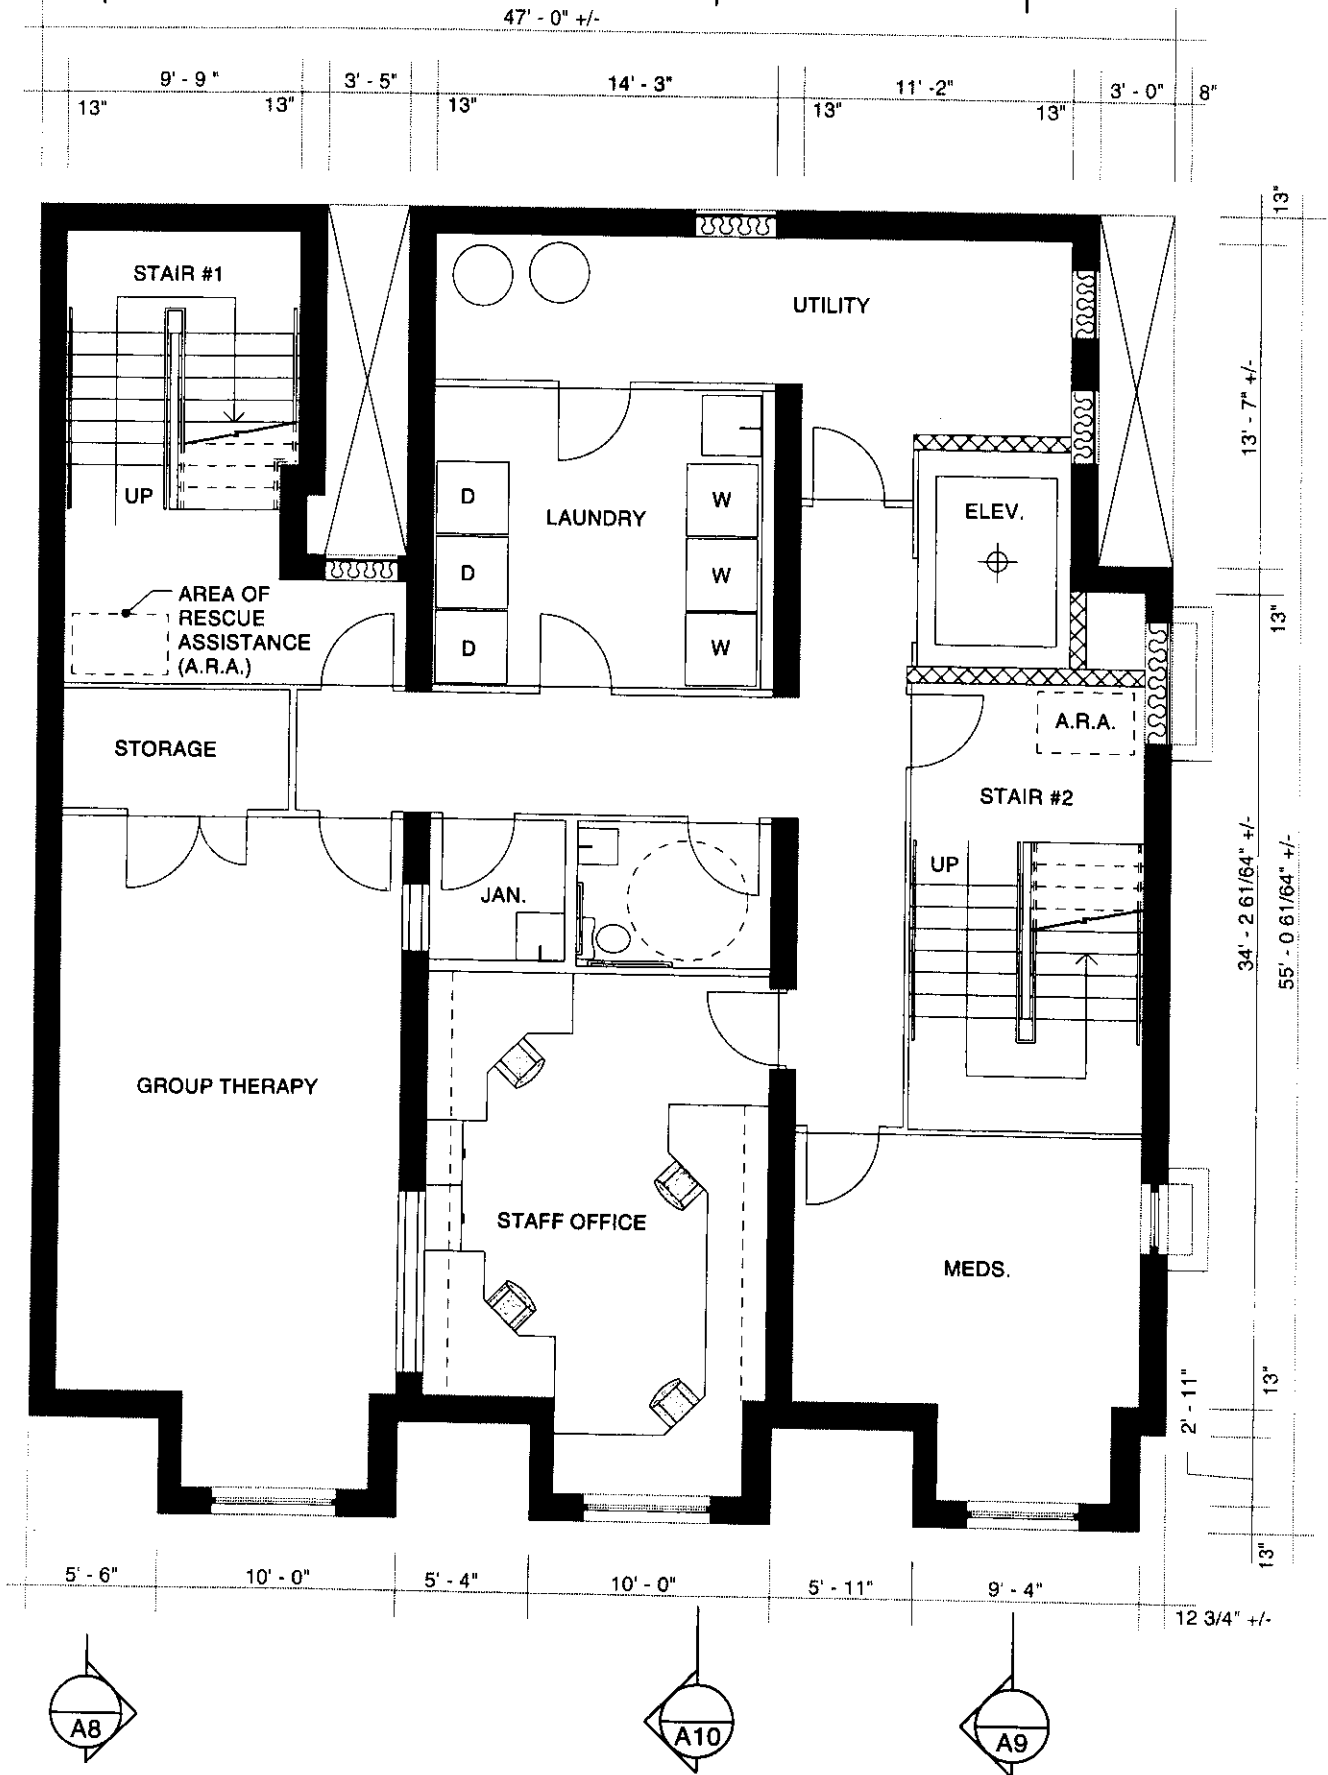 47' - 0" +/-
9' - 9 "
3' - 5"
14' - 3"
11' -2"
3' - 0"
8"
13"
13"
13"
13"
13"
13"
STAIR #1
UTILITY
13' - 7" +/-
UP
D
LAUNDRY
W
ELEV.
D
W
AREA OF
RESCUE
ASSISTANCE
(A.R.A.)
13"
D
W
STORAGE
A.R.A.
STAIR #2
UP
JAN.
34' - 2 61/64" +/-
55' - 0 61/64" +/-
GROUP THERAPY
STAFF OFFICE
MEDS.
2' - 11"
13"
13"
5' - 6"
10' - 0"
5' - 4"
10' - 0"
5' - 11"
9' - 4"
12 3/4" +/-
A8
A10
A9